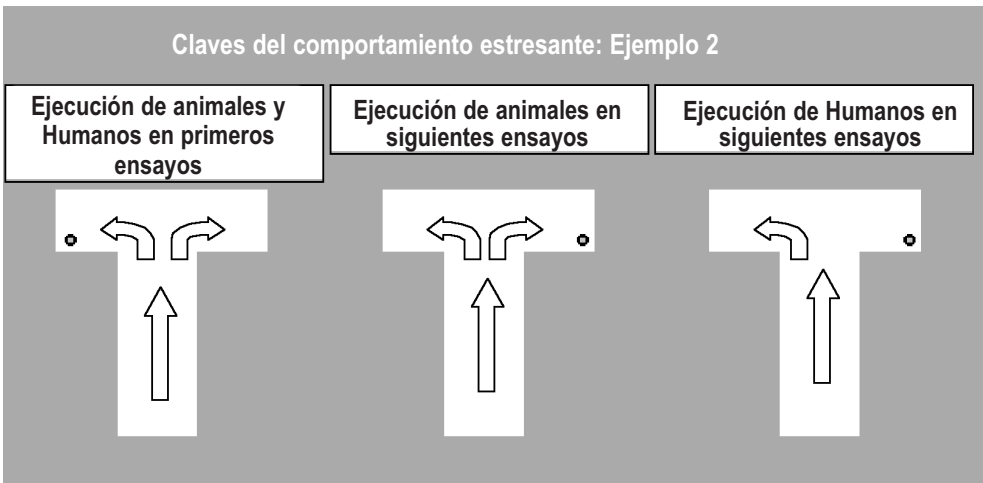 Claves del comportamiento estresante: Ejemplo 2
Ejecución de animales y
Humanos en primeros
ensayos
Ejecución de animales en
siguientes ensayos
Ejecución de Humanos en
siguientes ensayos